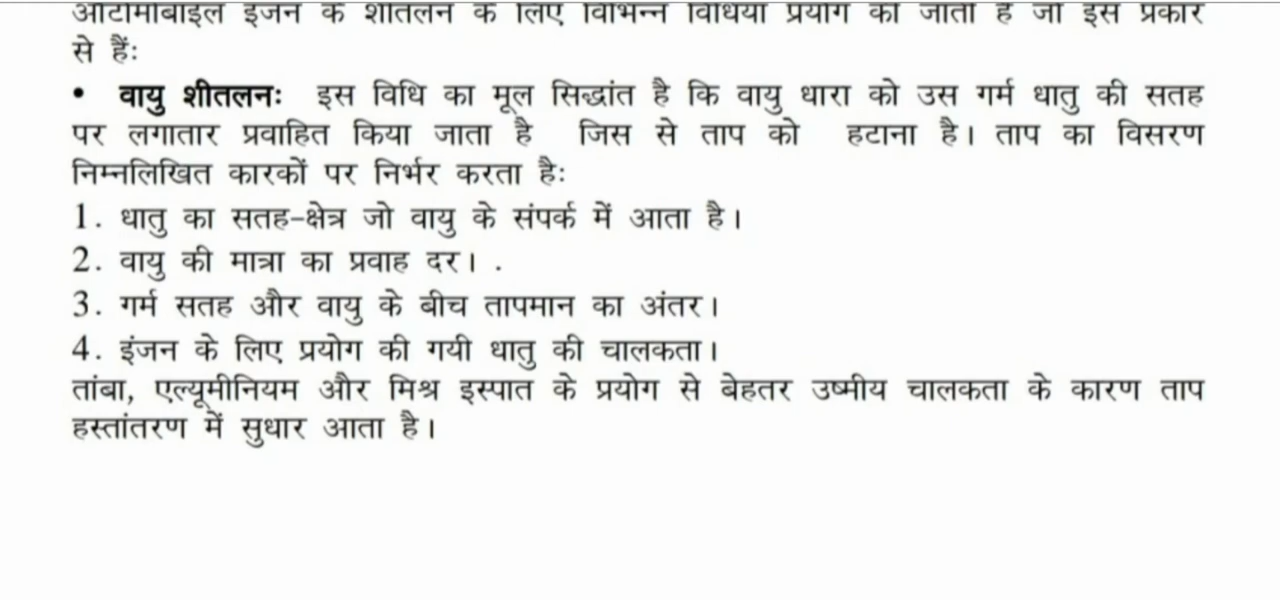 ऑटोमोबाइल इंजन के शीतलन के लिए विभिन्न विधियां प्रयोग की जाती हैं जो इस प्रकार
से हैंः
• वायु शीतलनः इस विधि का मूल सिद्धांत है कि वायु धारा को उस गर्म धातु की सतह
पर लगातार प्रवाहित किया जाता है जिस से ताप को हटाना है। ताप का विसरण
निम्नलिखित कारकों पर निर्भर करता हैः
1. धातु का सतह-क्षेत्र जो वायु के संपर्क में आता है।
2. वायु की मात्रा का प्रवाह दर। .
3. गर्म सतह और वायु के बीच तापमान का अंतर।
4. इंजन के लिए प्रयोग की गयी धातु की चालकता।
तांबा, एल्यूमीनियम और मिश्र इस्पात के प्रयोग से बेहतर उष्मीय चालकता के कारण ताप
हस्तांतरण में सुधार आता है।